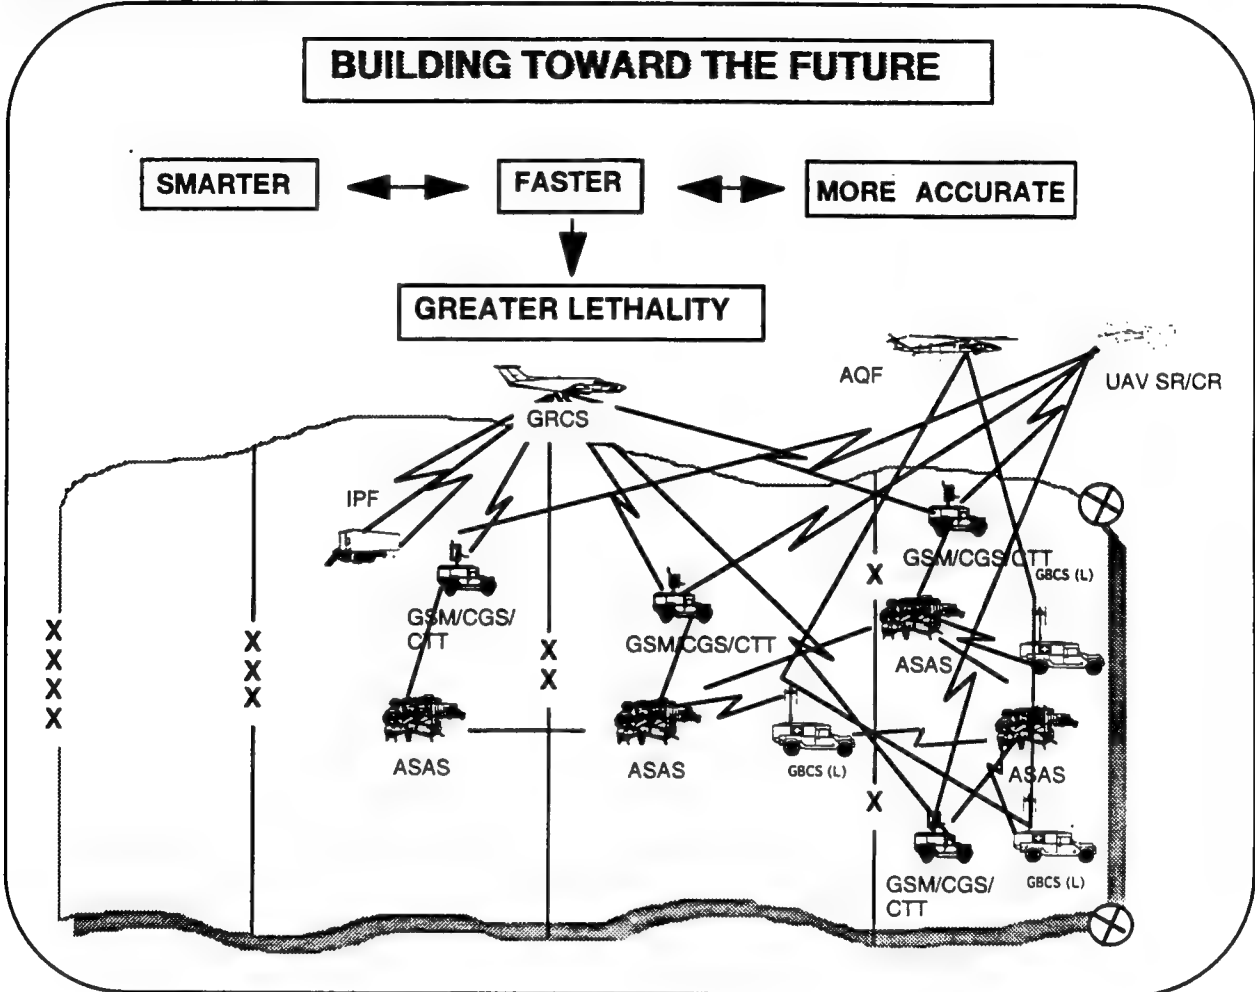 BUILDING TOWARD THE FUTURE
SMARTER
FASTER
MORE ACCURATE
GREATER LETHALITY
AQF
UAV SR/CR
GRCS
IPF
GSM/CGS/CTT
GBCS (L)
GSM/CGS/
CTT
GSM/CGS/CTT
ASAS
X
X
X
X
X
X
X
X
X
X
X
ASAS
ASAS
GBCS (L)
ASAS
X
GSM/CGS/
CTT
GBCS (L)